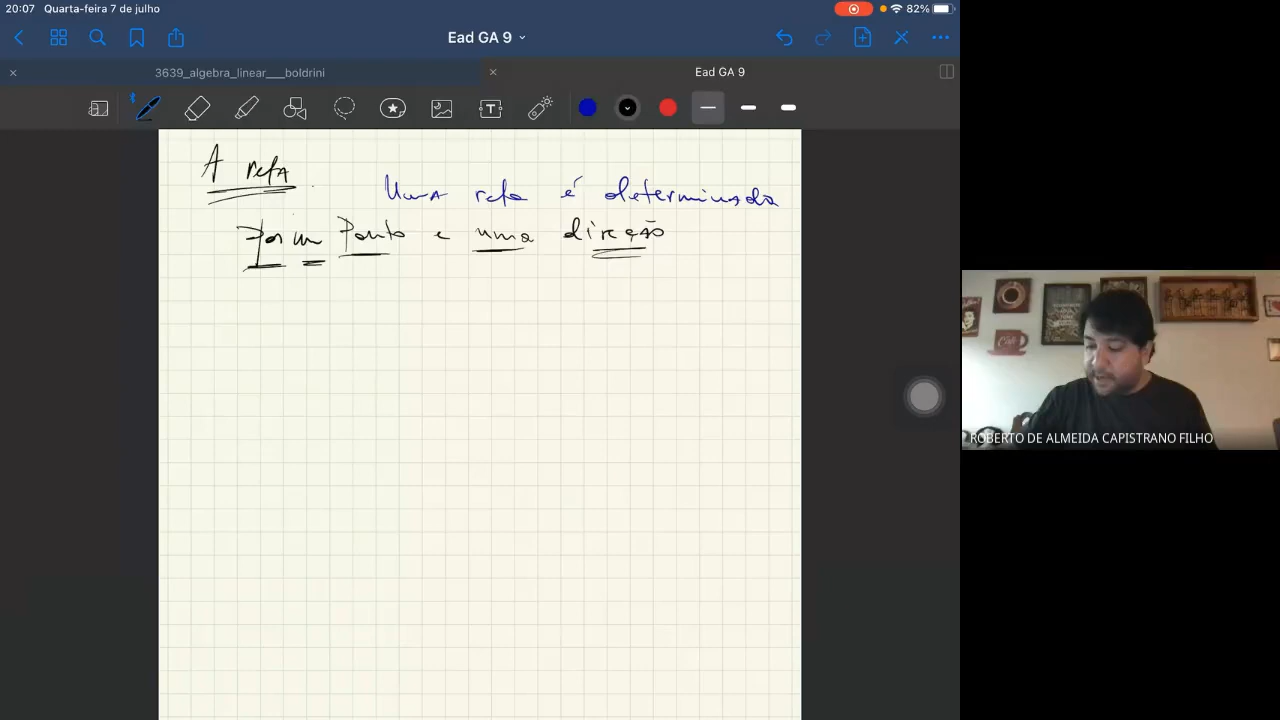 20:07 Quarta-feira 7 de julho
82%
Ead GA 9
3639_algebra_linear___boldrini
Ead GA 9
T
A reta
Uma reta é determinada
Por um Ponto e uma direção
ROBERTO DE ALMEIDA CAPISTRANO FILHO